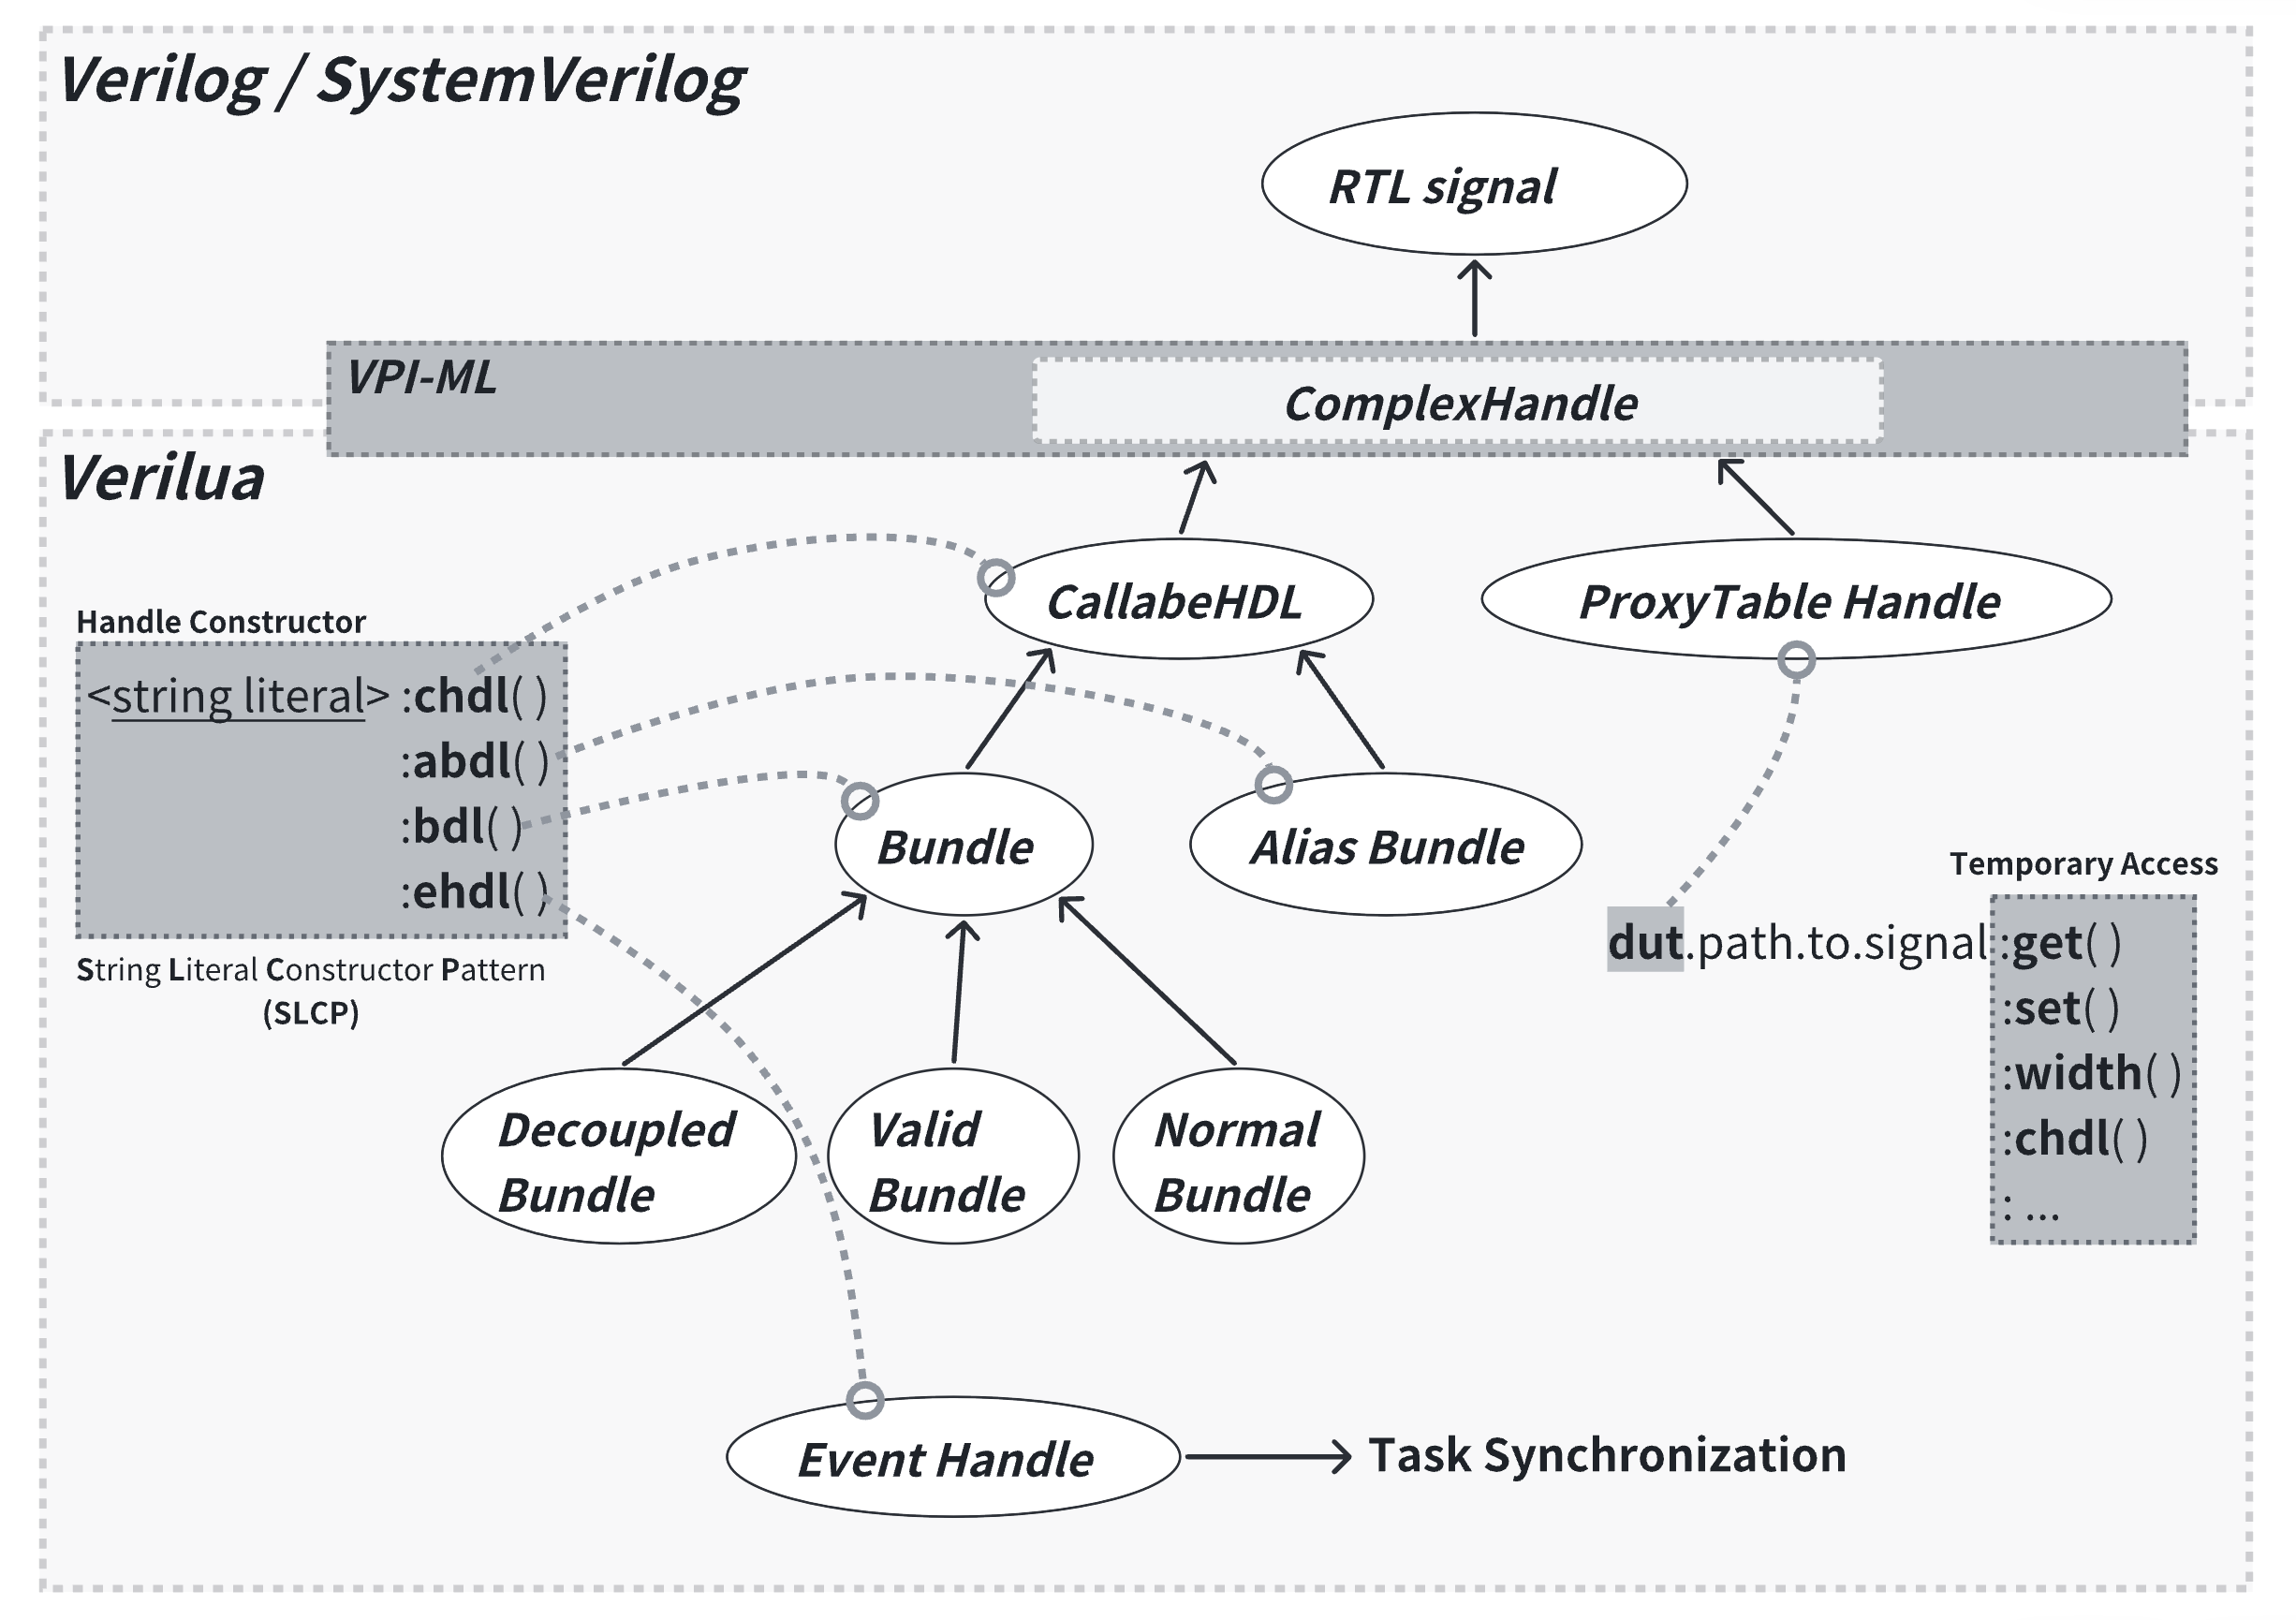 Verilog / SystemVerilog
RTL signal
VPI-ML
ComplexHandle
Verilua
CallabeHDL
ProxyTable Handle
Handle Constructor
<string literal> :chdl( )
:abdl( )
:bdl( )
:ehdl( )
String Literal Constructor Pattern
(SLCP)
Bundle
Alias Bundle
Temporary Access
dut.path.to.signal :get( )
:set( )
:width( )
:chdl( )
: ...
Decoupled
Bundle
Valid
Bundle
Normal
Bundle
Event Handle
Task Synchronization